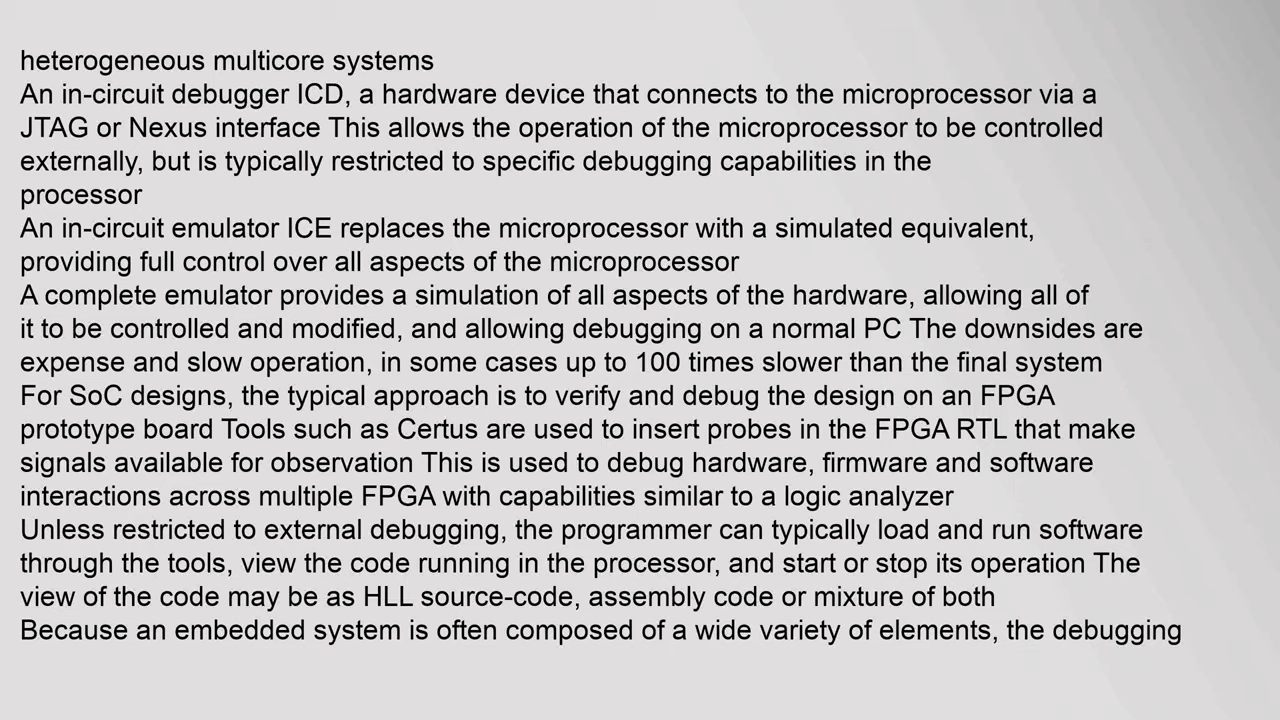 heterogeneous multicore systems
An in-circuit debugger ICD, a hardware device that connects to the microprocessor via a
JTAG or Nexus interface This allows the operation of the microprocessor to be controlled
externally, but is typically restricted to specific debugging capabilities in the
processor
An in-circuit emulator ICE replaces the microprocessor with a simulated equivalent,
providing full control over all aspects of the microprocessor
A complete emulator provides a simulation of all aspects of the hardware, allowing all of
it to be controlled and modified, and allowing debugging on a normal PC The downsides are
expense and slow operation, in some cases up to 100 times slower than the final system
For SoC designs, the typical approach is to verify and debug the design on an FPGA
prototype board Tools such as Certus are used to insert probes in the FPGA RTL that make
signals available for observation This is used to debug hardware, firmware and software
interactions across multiple FPGA with capabilities similar to a logic analyzer
Unless restricted to external debugging, the programmer can typically load and run software
through the tools, view the code running in the processor, and start or stop its operation The
view of the code may be as HLL source-code, assembly code or mixture of both
Because an embedded system is often composed of a wide variety of elements, the debugging